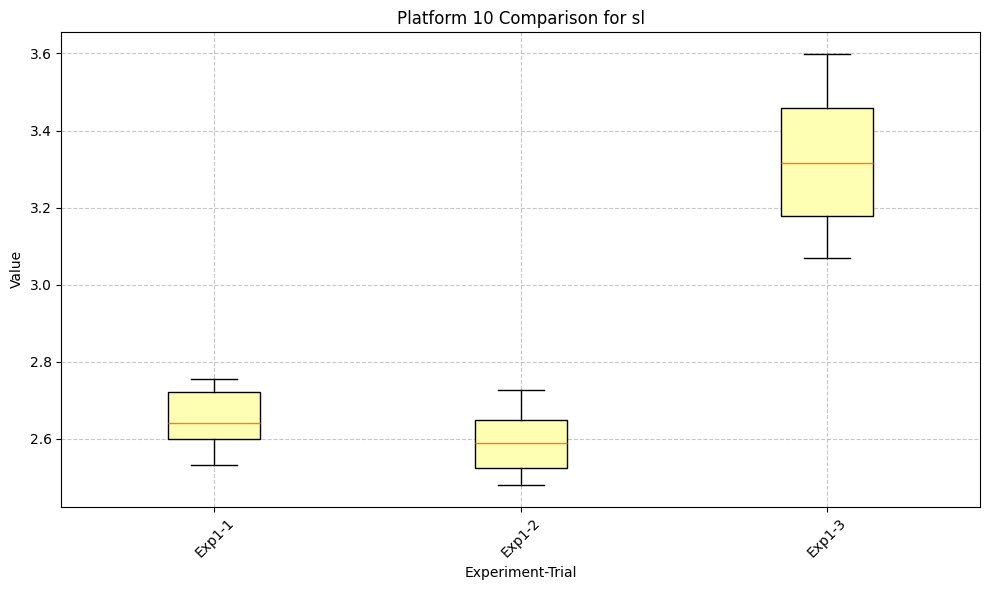 Platform 10 Comparison for sl
Value
3.6
3.4
3.2
3.0
2.8
2.6
Exp1-1
Exp1-2
Exp1-3
Experiment-Trial